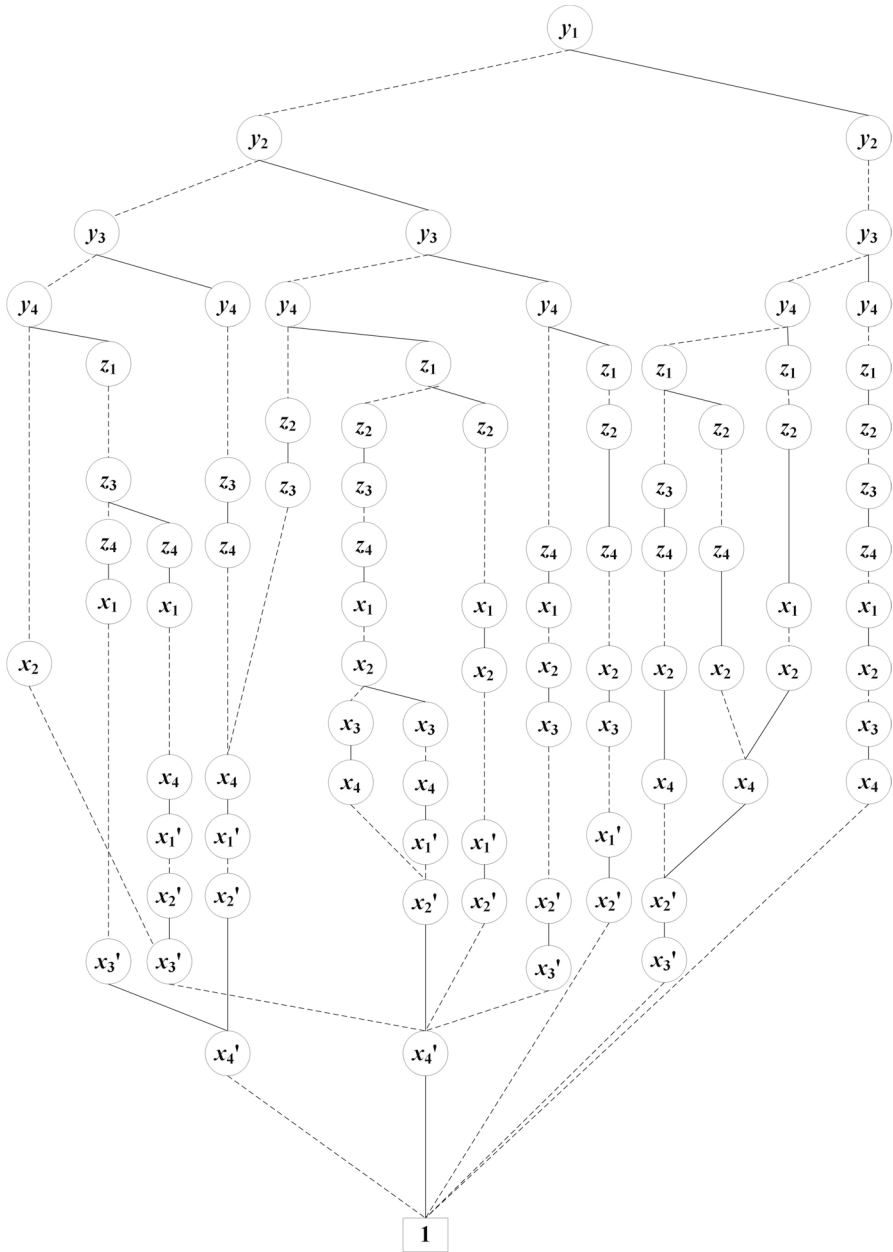 y₁
y₂ y₂
y₃ y₃ y₃
y₄ y₄ y₄ y₄ y₄ y₄
z₁ z₁ z₁ z₁ z₁ z₁
z₂ z₂ z₂ z₂ z₂ z₂ z₂
z₃ z₃ z₃ z₃ z₃ z₃
z₄ z₄ z₄ z₄ z₄ z₄ z₄ z₄ z₄
x₁ x₁ x₁ x₁ x₁ x₁ x₁
x₂ x₂ x₂ x₂ x₂ x₂ x₂ x₂ x₂
x₃ x₃ x₃ x₃ x₃
x₄ x₄ x₄ x₄ x₄ x₄ x₄
x₁' x₁' x₁' x₁' x₁'
x₂' x₂' x₂' x₂' x₂' x₂' x₂'
x₃' x₃' x₃' x₃'
x₄' x₄'
1